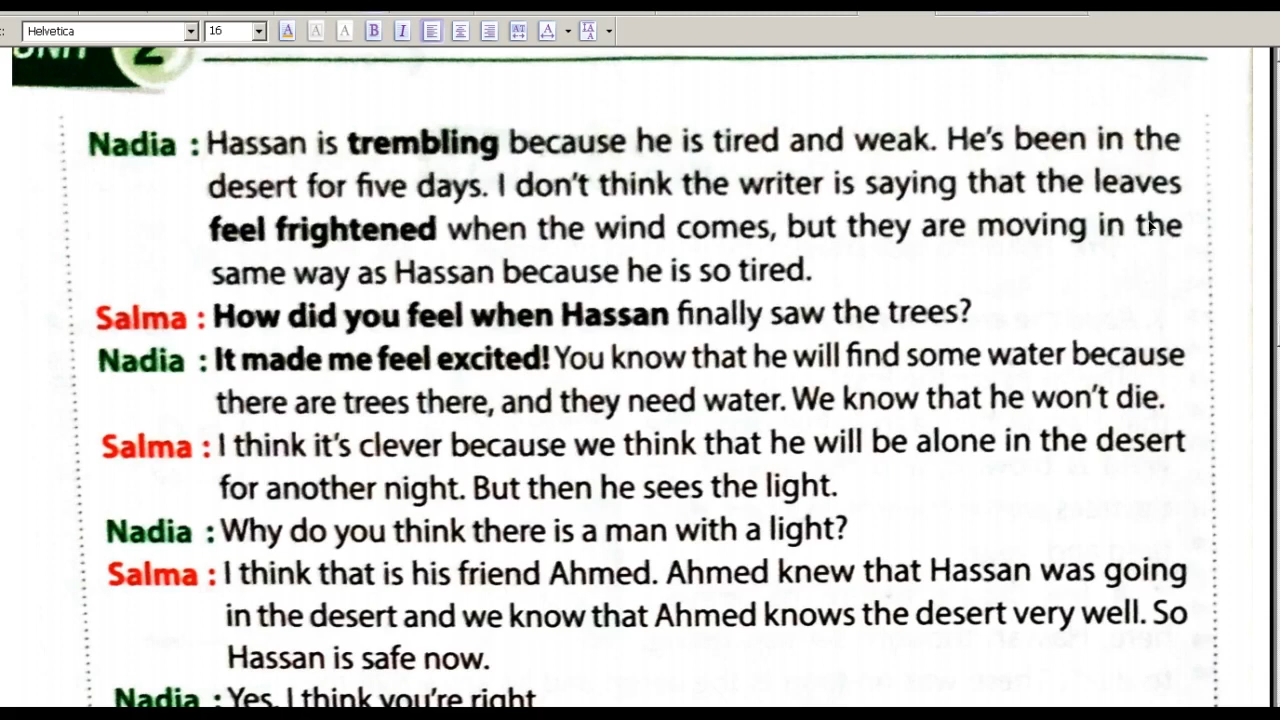 Helvetica 16
UNIT 2
Nadia : Hassan is trembling because he is tired and weak. He's been in the
desert for five days. I don't think the writer is saying that the leaves
feel frightened when the wind comes, but they are moving in the
same way as Hassan because he is so tired.
Salma : How did you feel when Hassan finally saw the trees?
Nadia : It made me feel excited! You know that he will find some water because
there are trees there, and they need water. We know that he won't die.
Salma : I think it's clever because we think that he will be alone in the desert
for another night. But then he sees the light.
Nadia : Why do you think there is a man with a light?
Salma : I think that is his friend Ahmed. Ahmed knew that Hassan was going
in the desert and we know that Ahmed knows the desert very well. So
Hassan is safe now.
Nadia : Yes, I think you're right